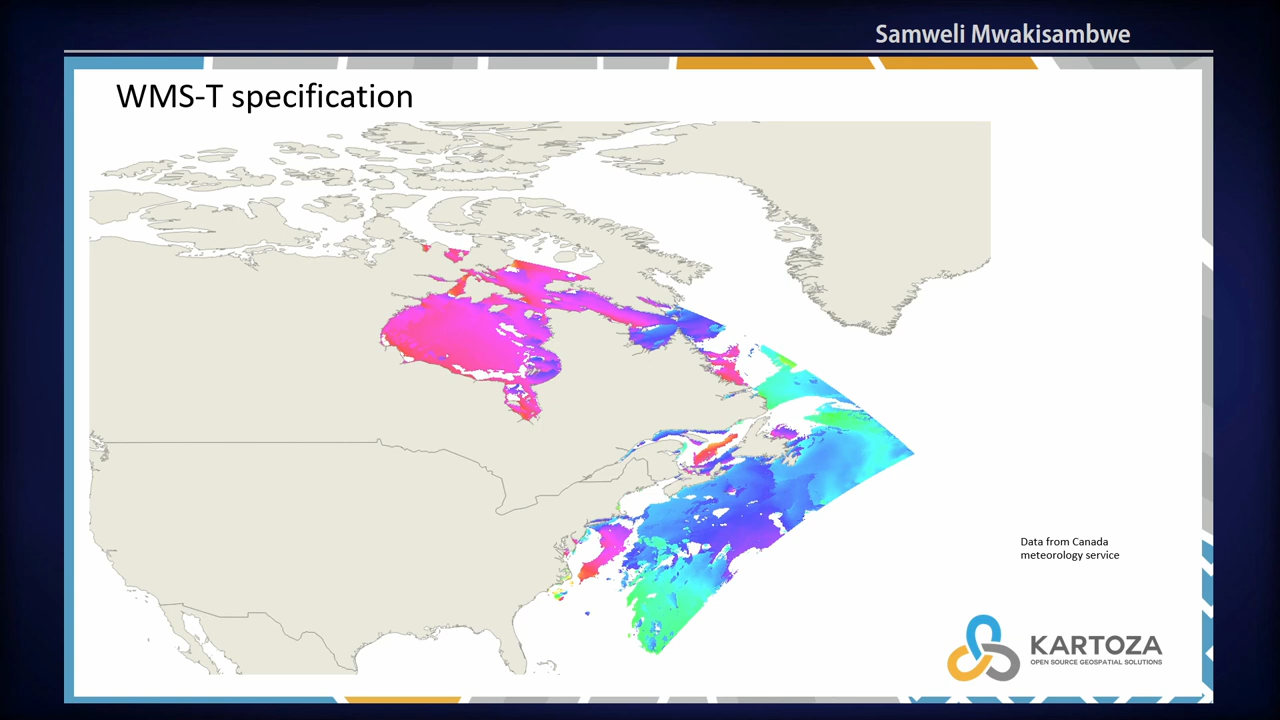 Samweli Mwakisambwe
WMS-T specification
Data from Canada
meteorology service
KARTOZA
OPEN SOURCE GEOSPATIAL SOLUTIONS